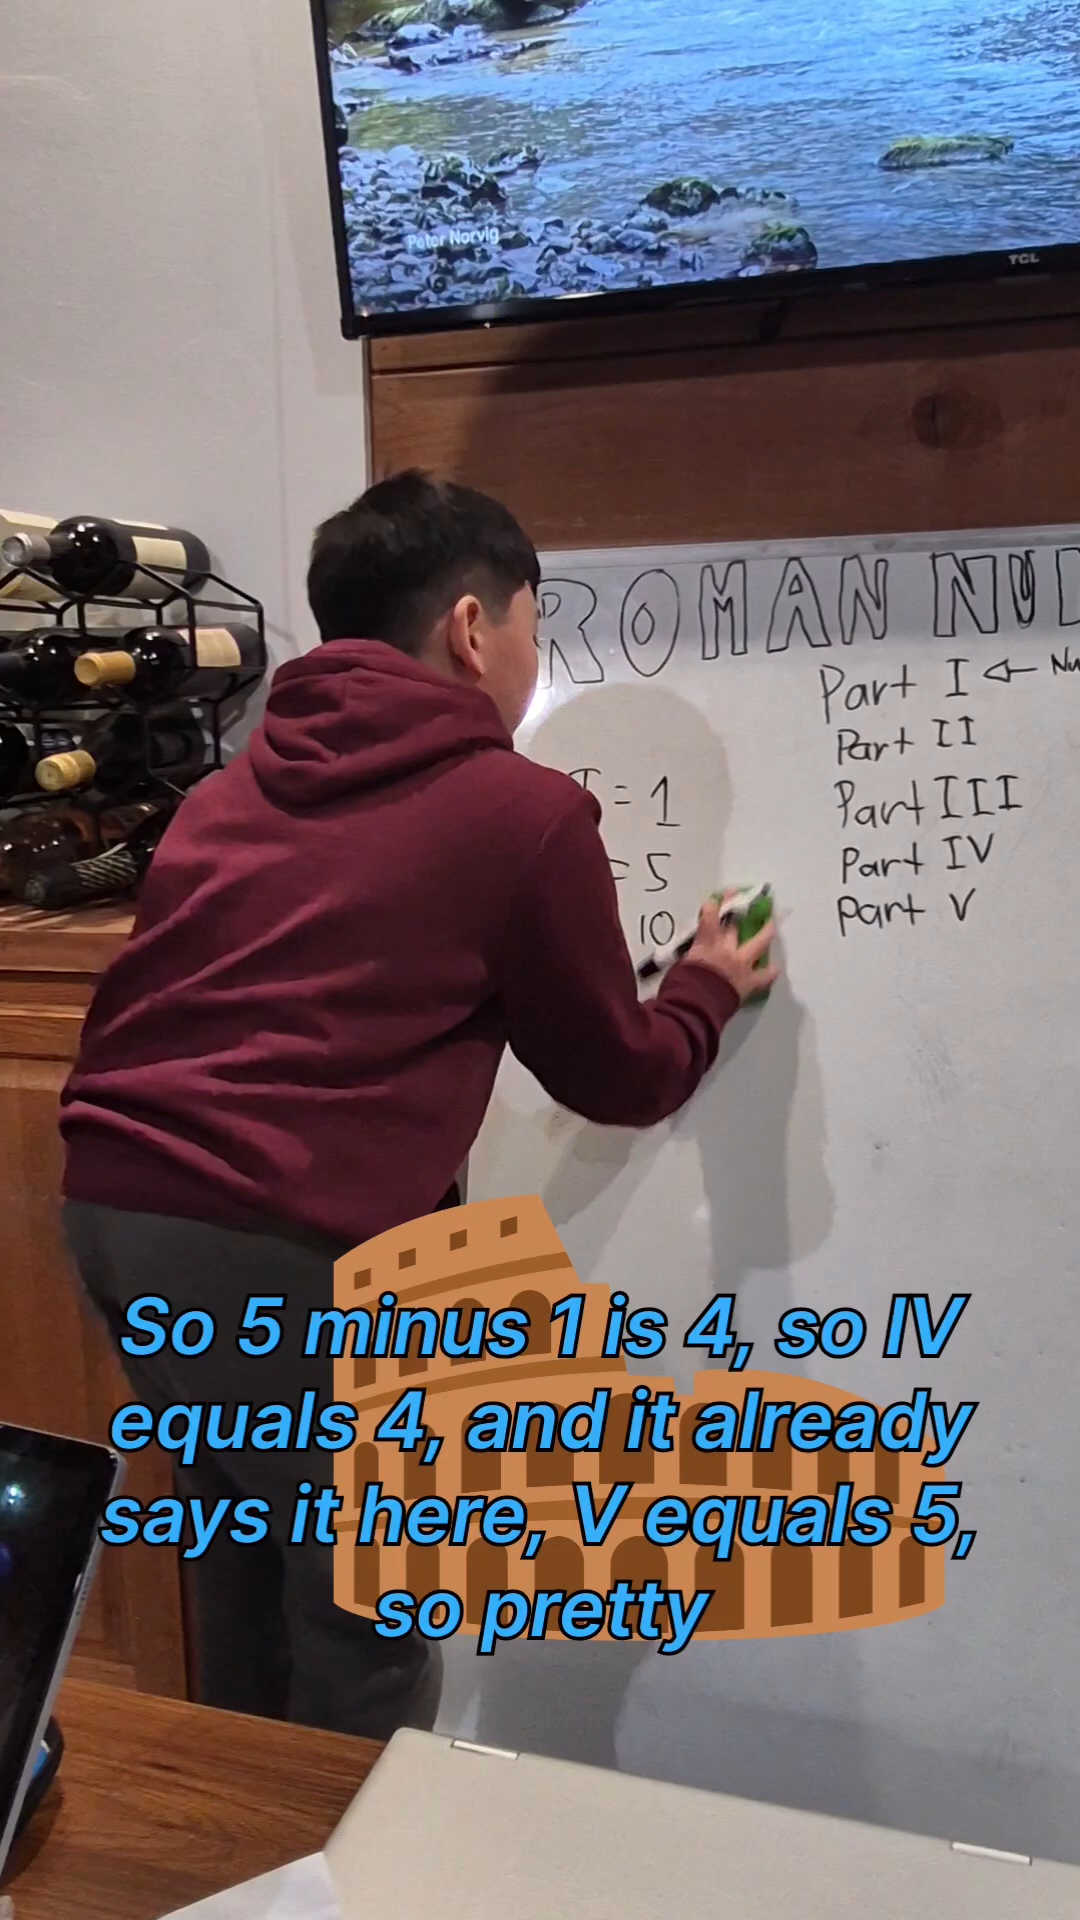 Peter Norvig
TCL
ROMAN NU
Part I ← Nu
Part II
I = 1
Part III
= 5
Part IV
10
Part V
So 5 minus 1 is 4, so IV
equals 4, and it already
says it here, V equals 5,
so pretty